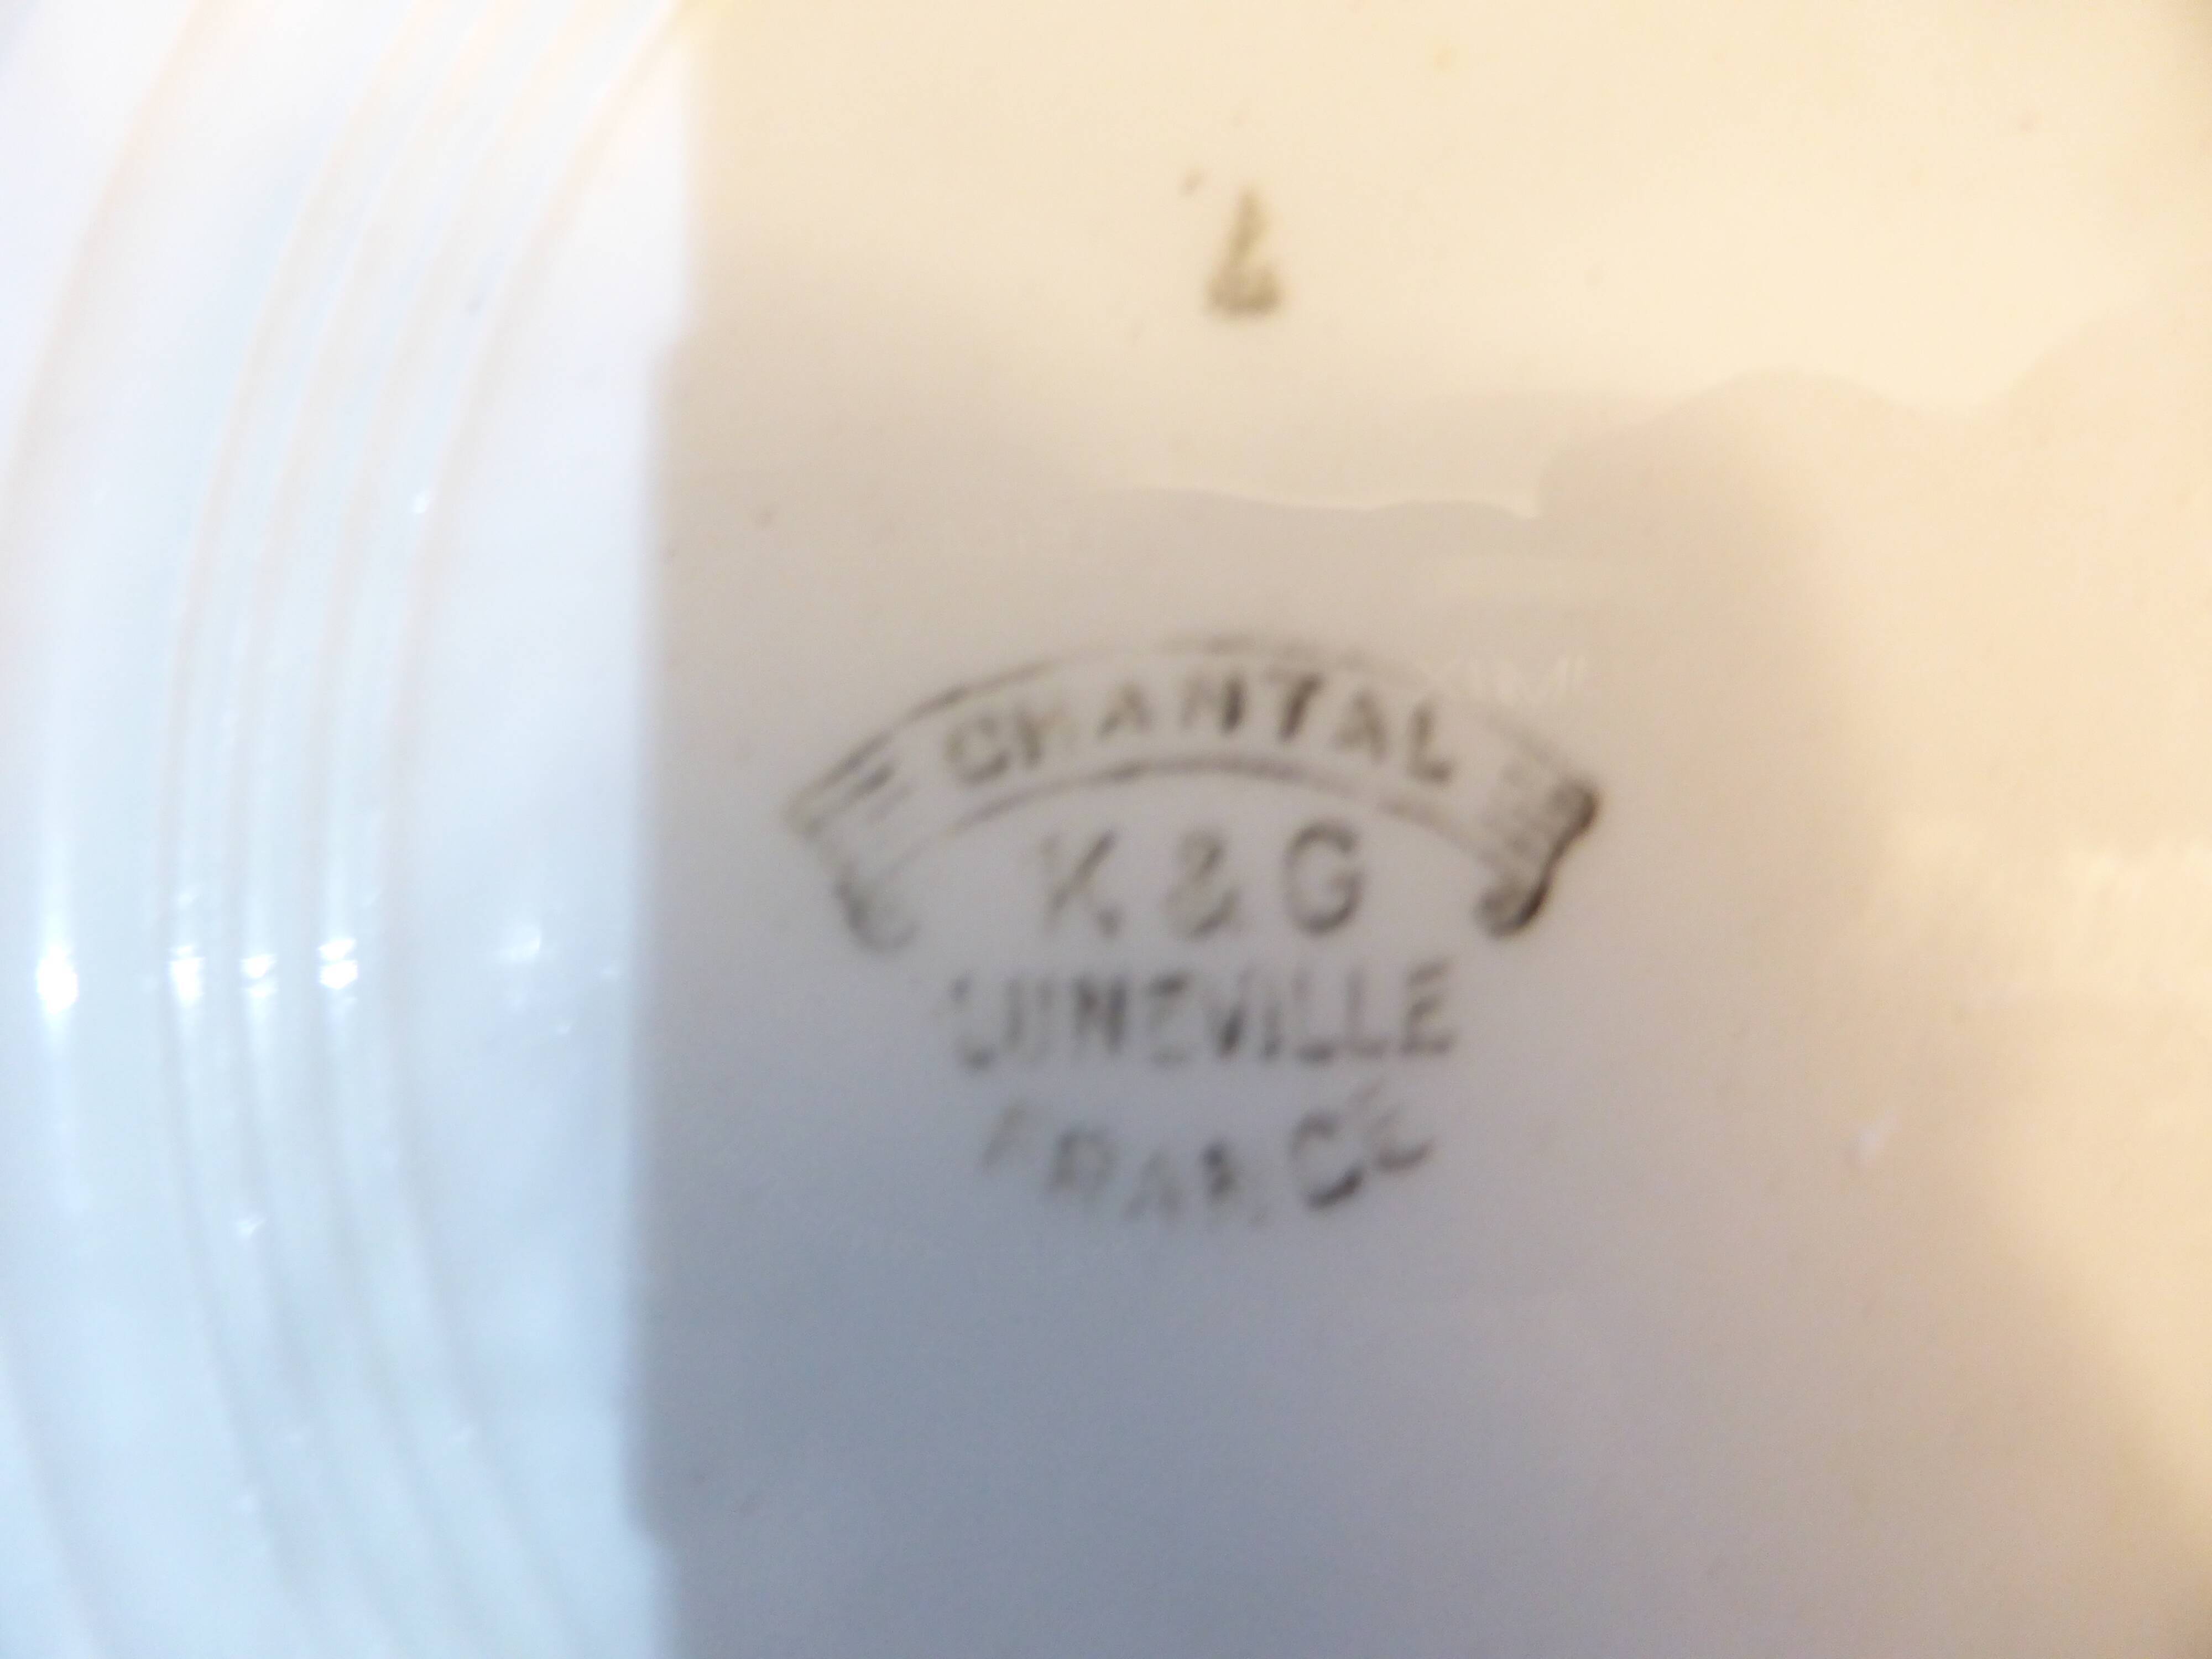 CHANTAL
K & G
LUNEVILLE
FRANCE